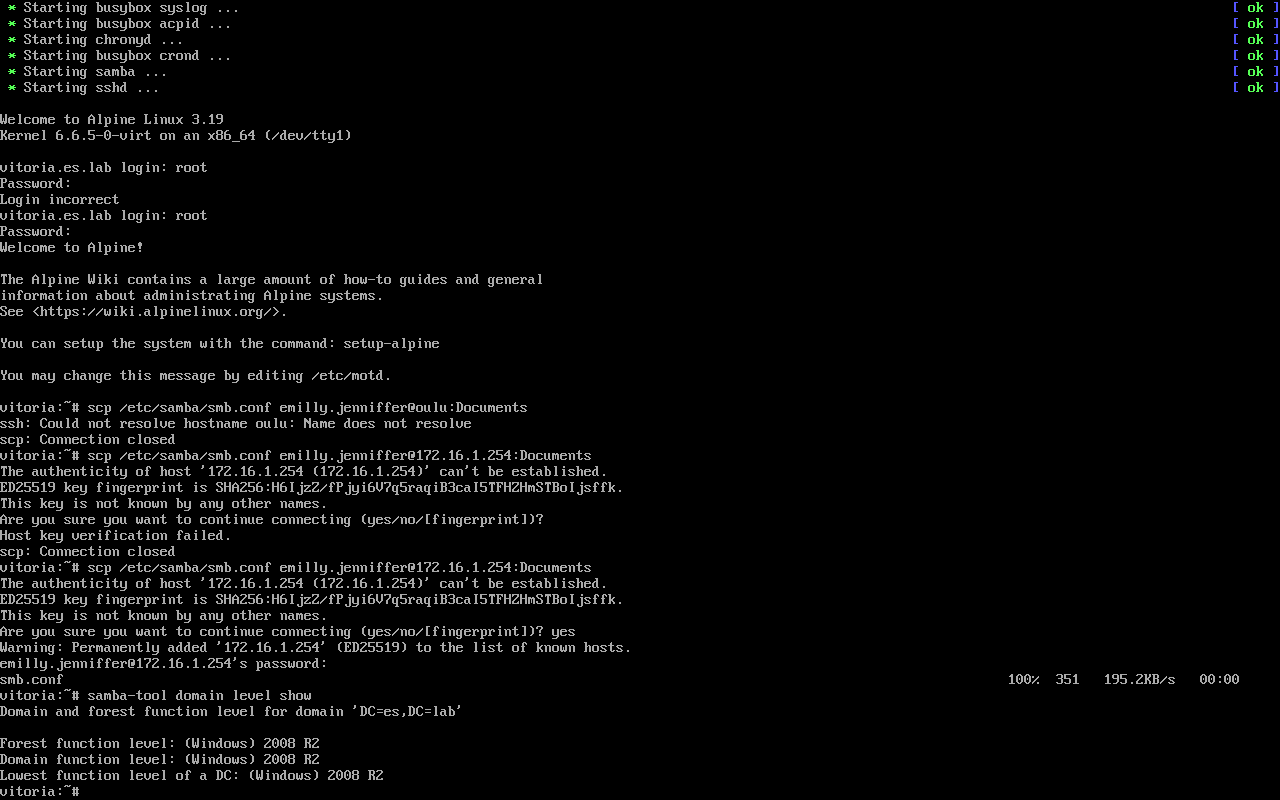 * Starting busybox syslog ... [ ok ]
* Starting busybox acpid ... [ ok ]
* Starting chronyd ... [ ok ]
* Starting busybox crond ... [ ok ]
* Starting samba ... [ ok ]
* Starting sshd ... [ ok ]
Welcome to Alpine Linux 3.19
Kernel 6.6.5-0-virt on an x86_64 (/dev/tty1)
vitoria.es.lab login: root
Password:
Login incorrect
vitoria.es.lab login: root
Password:
Welcome to Alpine!
The Alpine Wiki contains a large amount of how-to guides and general
information about administrating Alpine systems.
See <https://wiki.alpinelinux.org/>.
You can setup the system with the command: setup-alpine
You may change this message by editing /etc/motd.
vitoria:~# scp /etc/samba/smb.conf emilly.jenniffer@oulu:Documents
ssh: Could not resolve hostname oulu: Name does not resolve
scp: Connection closed
vitoria:~# scp /etc/samba/smb.conf emilly.jenniffer@172.16.1.254:Documents
The authenticity of host '172.16.1.254 (172.16.1.254)' can't be established.
ED25519 key fingerprint is SHA256:H6IjzZ/fPjyi6V7q5raqiB3caI5TFHZHmSTBoIjsffk.
This key is not known by any other names.
Are you sure you want to continue connecting (yes/no/[fingerprint])?
Host key verification failed.
scp: Connection closed
vitoria:~# scp /etc/samba/smb.conf emilly.jenniffer@172.16.1.254:Documents
The authenticity of host '172.16.1.254 (172.16.1.254)' can't be established.
ED25519 key fingerprint is SHA256:H6IjzZ/fPjyi6V7q5raqiB3caI5TFHZHmSTBoIjsffk.
This key is not known by any other names.
Are you sure you want to continue connecting (yes/no/[fingerprint])? yes
Warning: Permanently added '172.16.1.254' (ED25519) to the list of known hosts.
emilly.jenniffer@172.16.1.254's password:
smb.conf 100% 351 195.2KB/s 00:00
vitoria:~# samba-tool domain level show
Domain and forest function level for domain 'DC=es,DC=lab'
Forest function level: (Windows) 2008 R2
Domain function level: (Windows) 2008 R2
Lowest function level of a DC: (Windows) 2008 R2
vitoria:~#